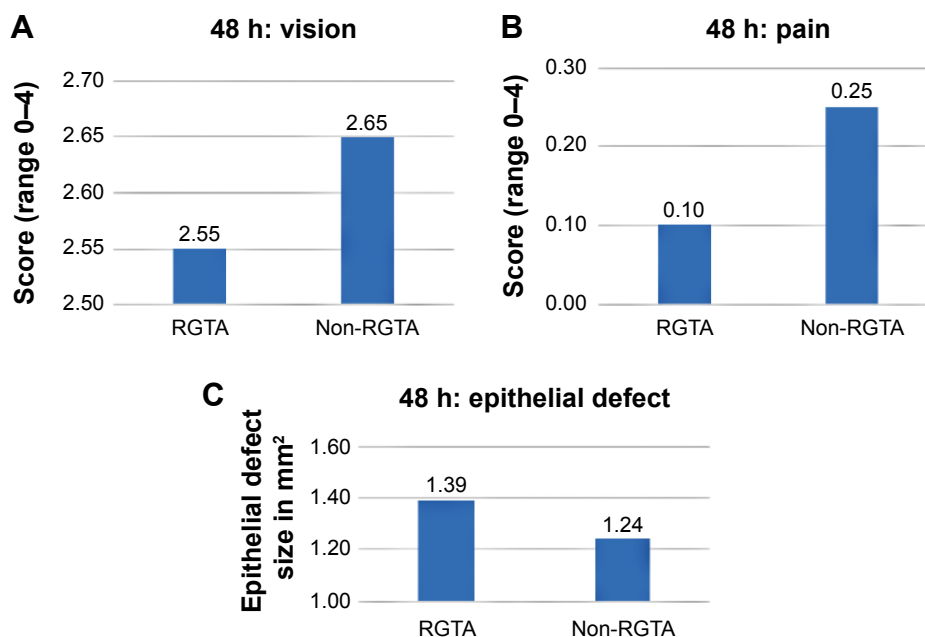 A
48 h: vision
Score (range 0–4)
2.70
2.65
2.60
2.55
2.50
2.55
2.65
RGTA
Non-RGTA
B
48 h: pain
Score (range 0–4)
0.30
0.20
0.10
0.00
0.10
0.25
RGTA
Non-RGTA
C
48 h: epithelial defect
Epithelial defect
size in mm²
1.60
1.40
1.20
1.00
1.39
1.24
RGTA
Non-RGTA